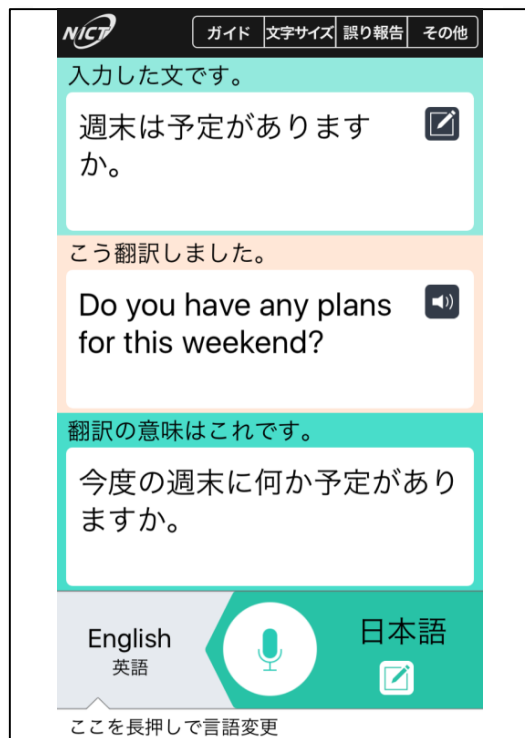 NICT ガイド 文字サイズ 誤り報告 その他
入力した文です。
週末は予定があります
か。
こう翻訳しました。
Do you have any plans
for this weekend?
翻訳の意味はこれです。
今度の週末に何か予定があり
ますか。
English 日本語
英語
ここを長押しで言語変更